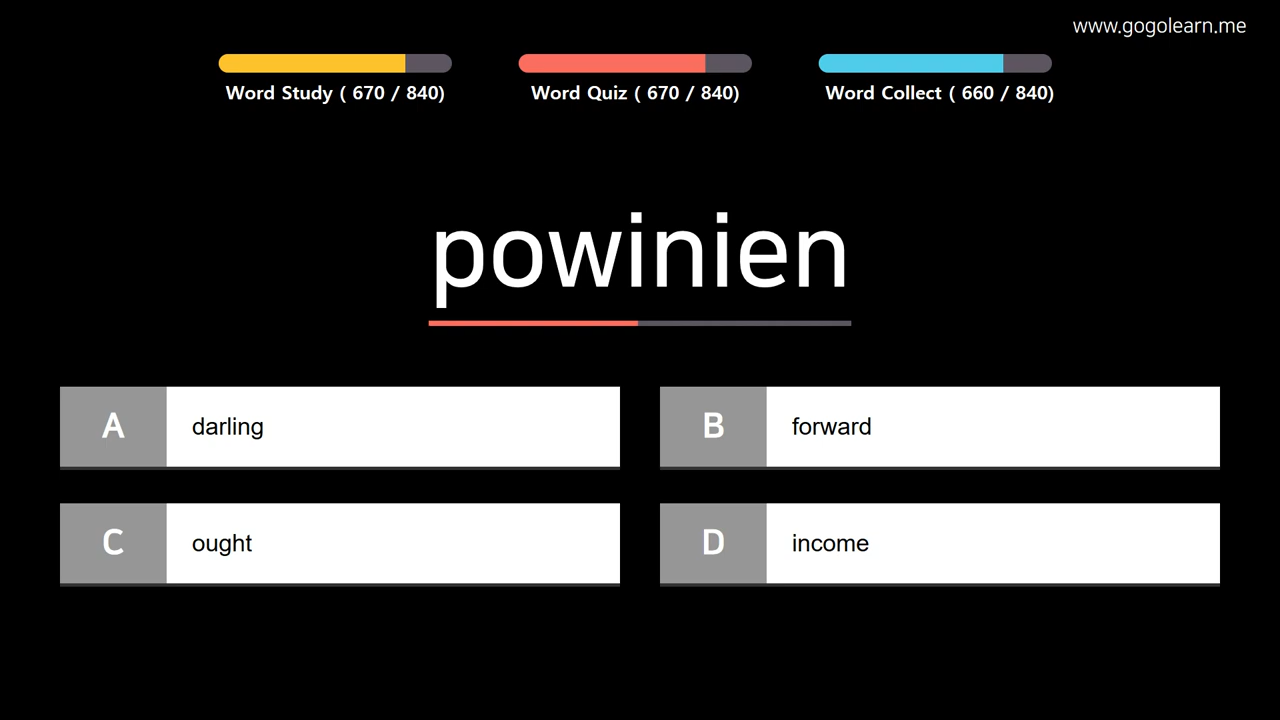 www.gogolearn.me
Word Study ( 670 / 840)
Word Quiz ( 670 / 840)
Word Collect ( 660 / 840)
powinien
A darling
B forward
C ought
D income